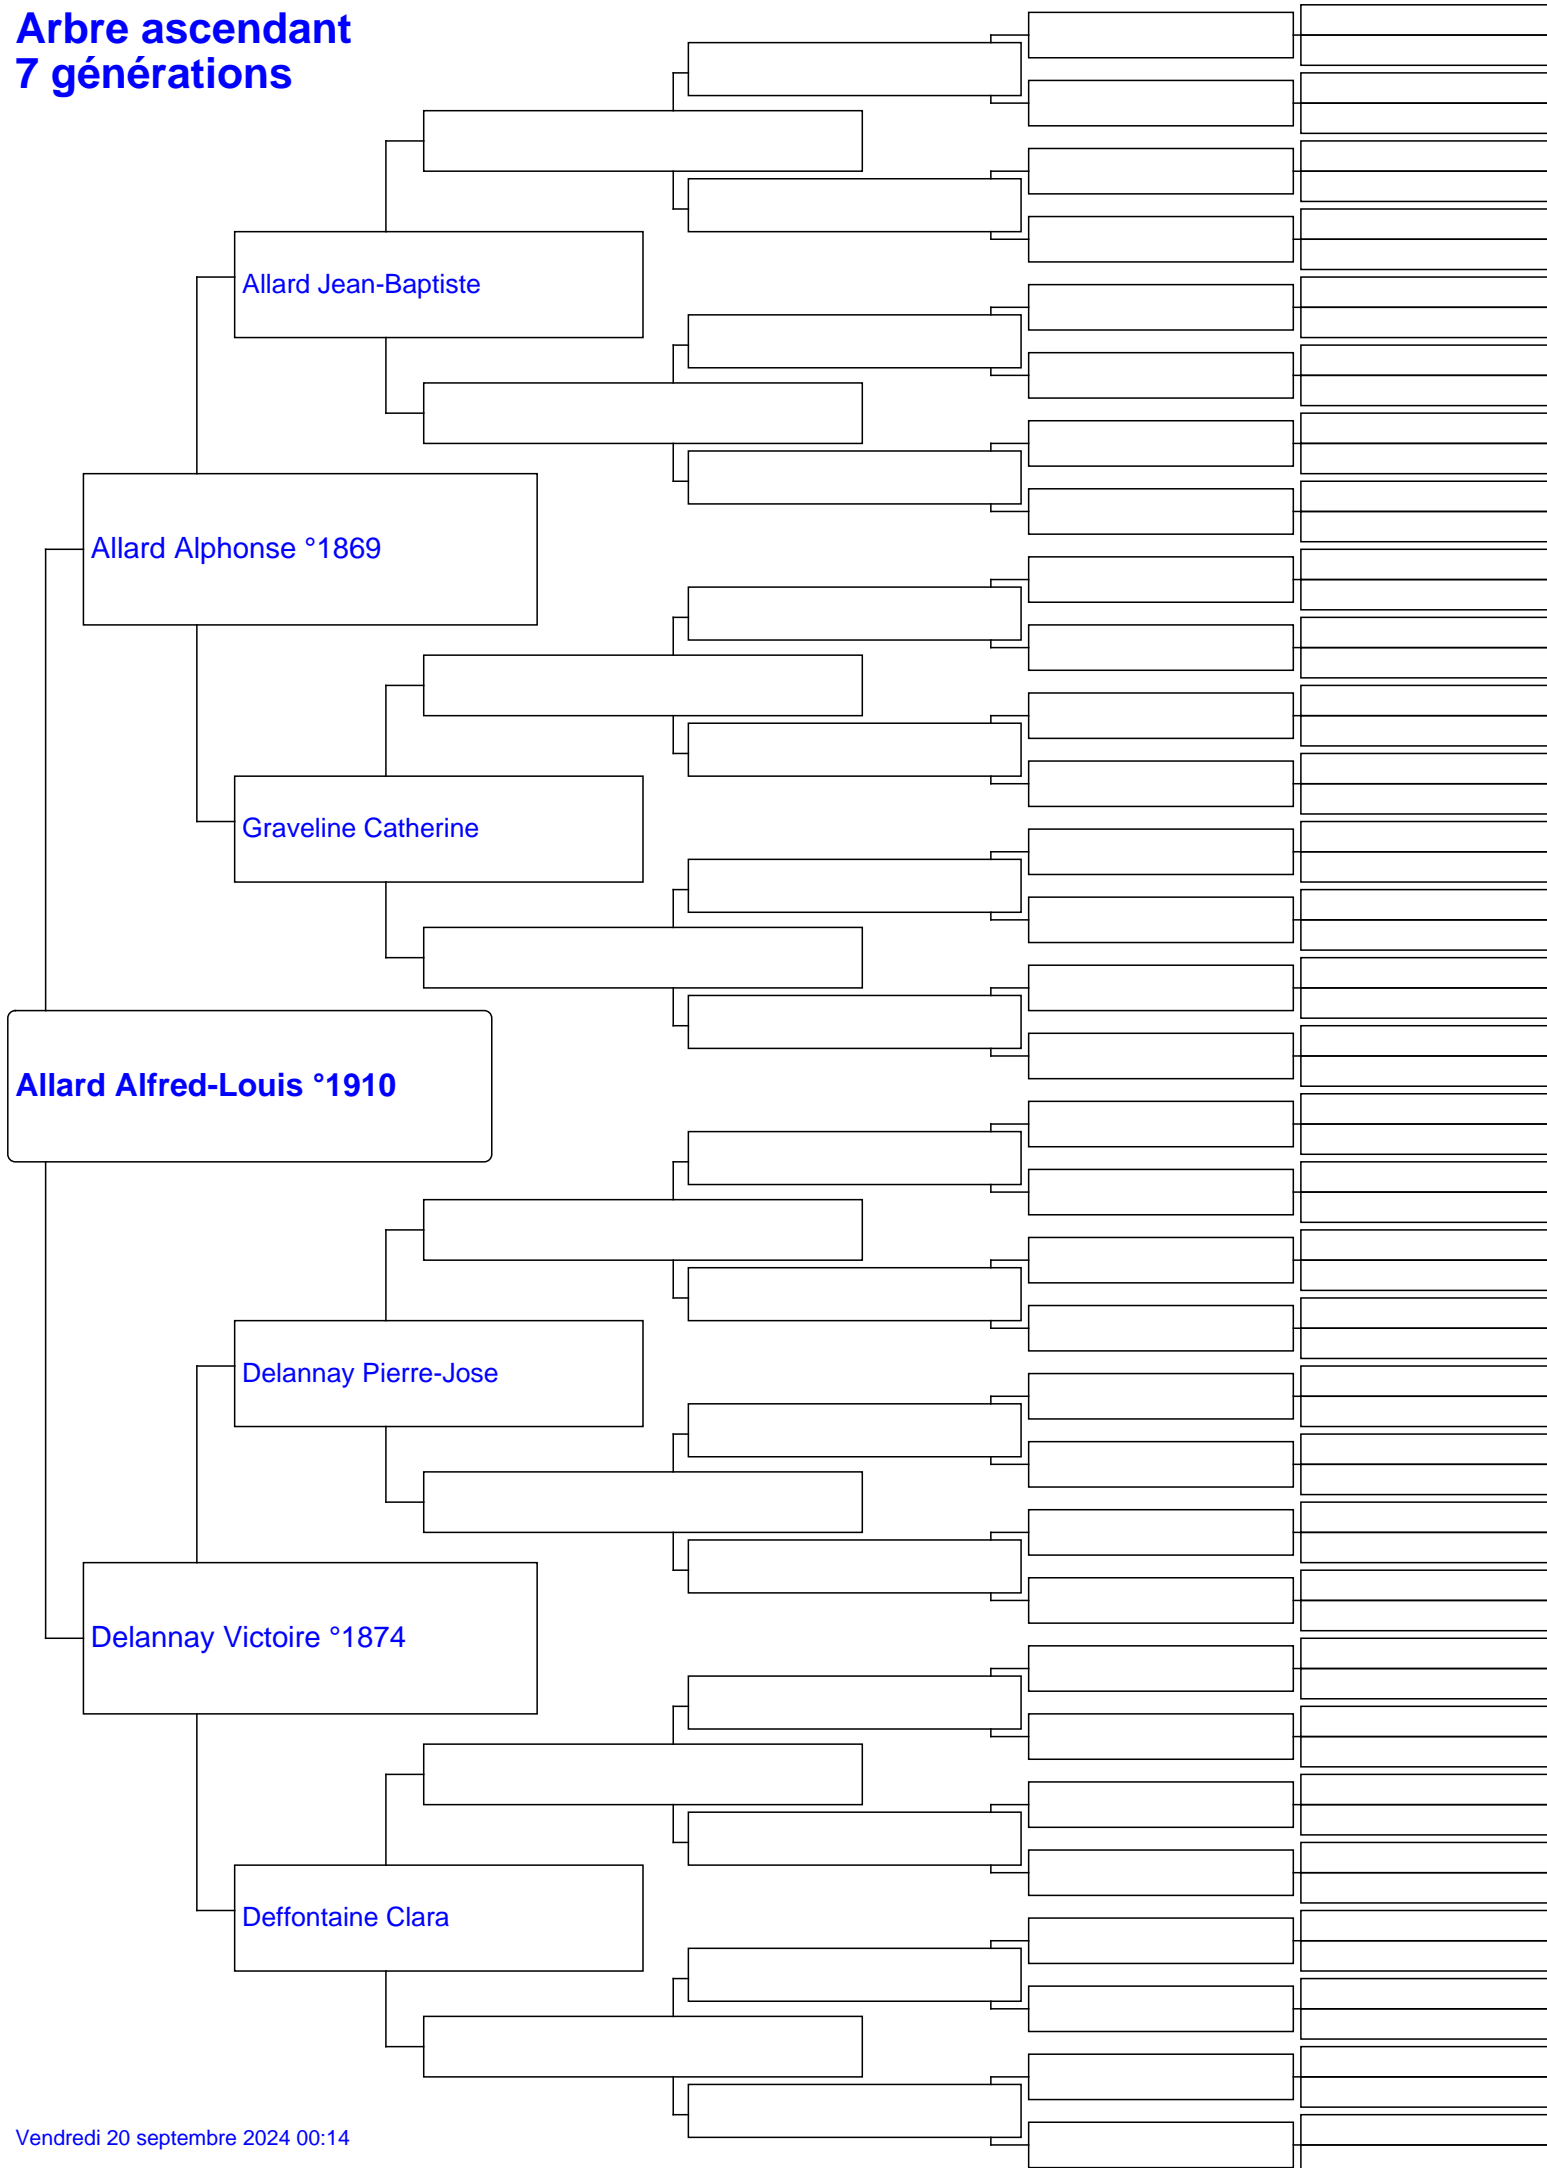 Arbre ascendant
7 générations
Allard Jean-Baptiste
Allard Alphonse °1869
Graveline Catherine
Allard Alfred-Louis °1910
Delannay Pierre-Jose
Delannay Victoire °1874
Deffontaine Clara
Vendredi 20 septembre 2024 00:14